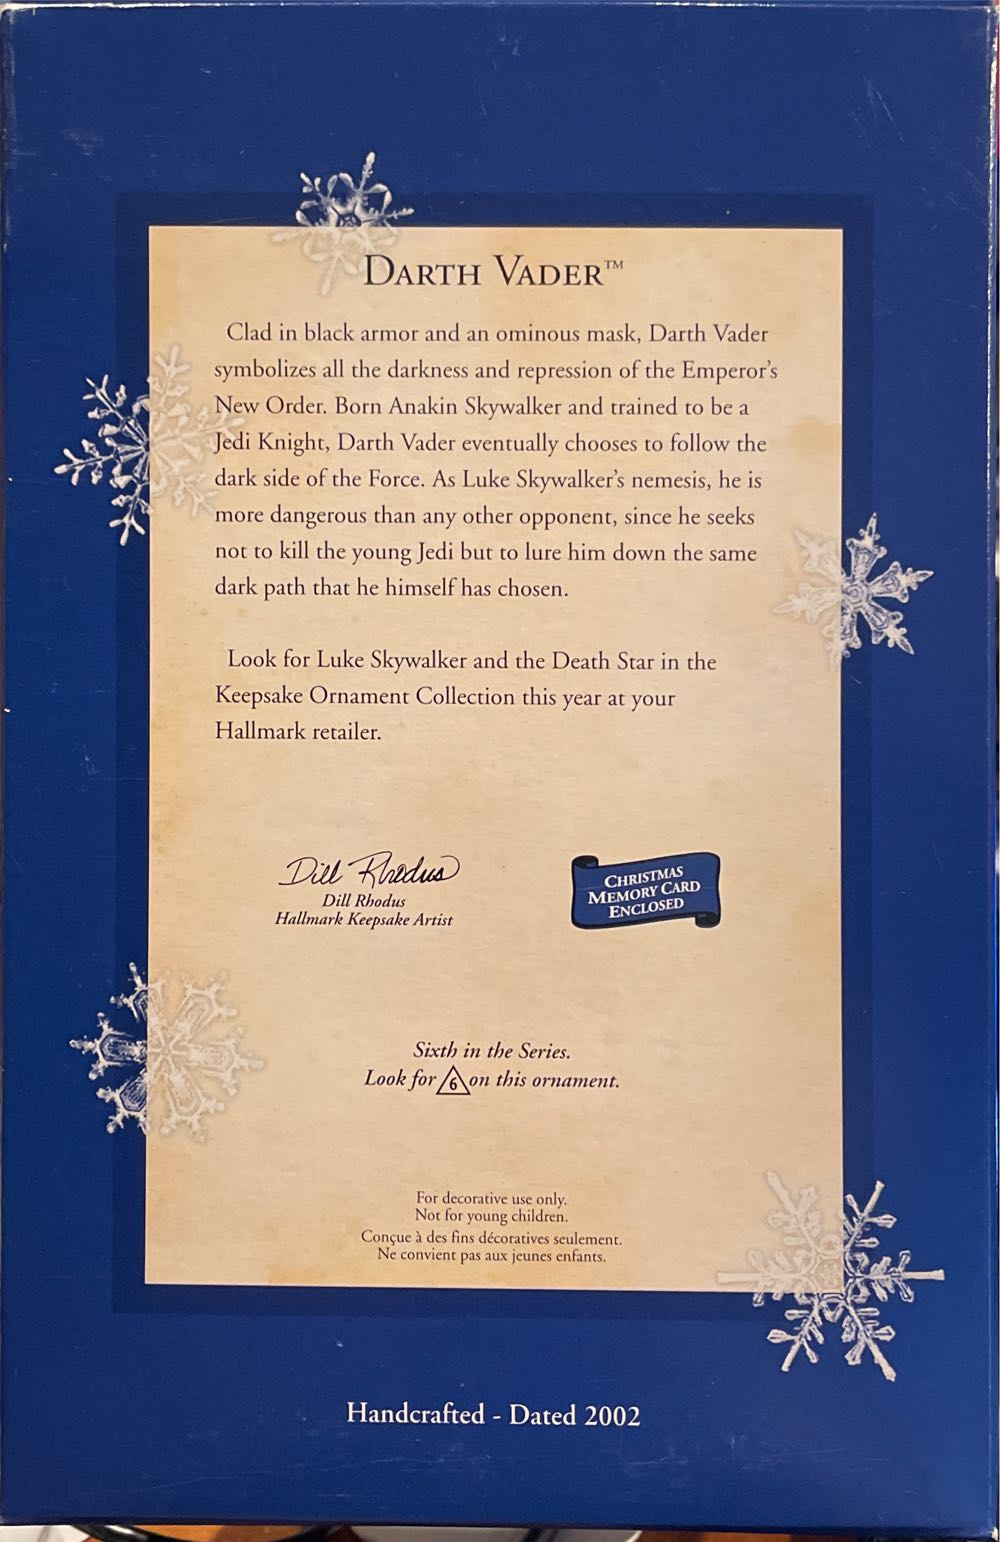 DARTH VADER™
Clad in black armor and an ominous mask, Darth Vader
symbolizes all the darkness and repression of the Emperor's
New Order. Born Anakin Skywalker and trained to be a
Jedi Knight, Darth Vader eventually chooses to follow the
dark side of the Force. As Luke Skywalker's nemesis, he is
more dangerous than any other opponent, since he seeks
not to kill the young Jedi but to lure him down the same
dark path that he himself has chosen.
Look for Luke Skywalker and the Death Star in the
Keepsake Ornament Collection this year at your
Hallmark retailer.
Dill Rhodus
Dill Rhodus
Hallmark Keepsake Artist
CHRISTMAS
MEMORY CARD
ENCLOSED
Sixth in the Series.
Look for 6 on this ornament.
For decorative use only.
Not for young children.
Conçue à des fins décoratives seulement.
Ne convient pas aux jeunes enfants.
Handcrafted - Dated 2002